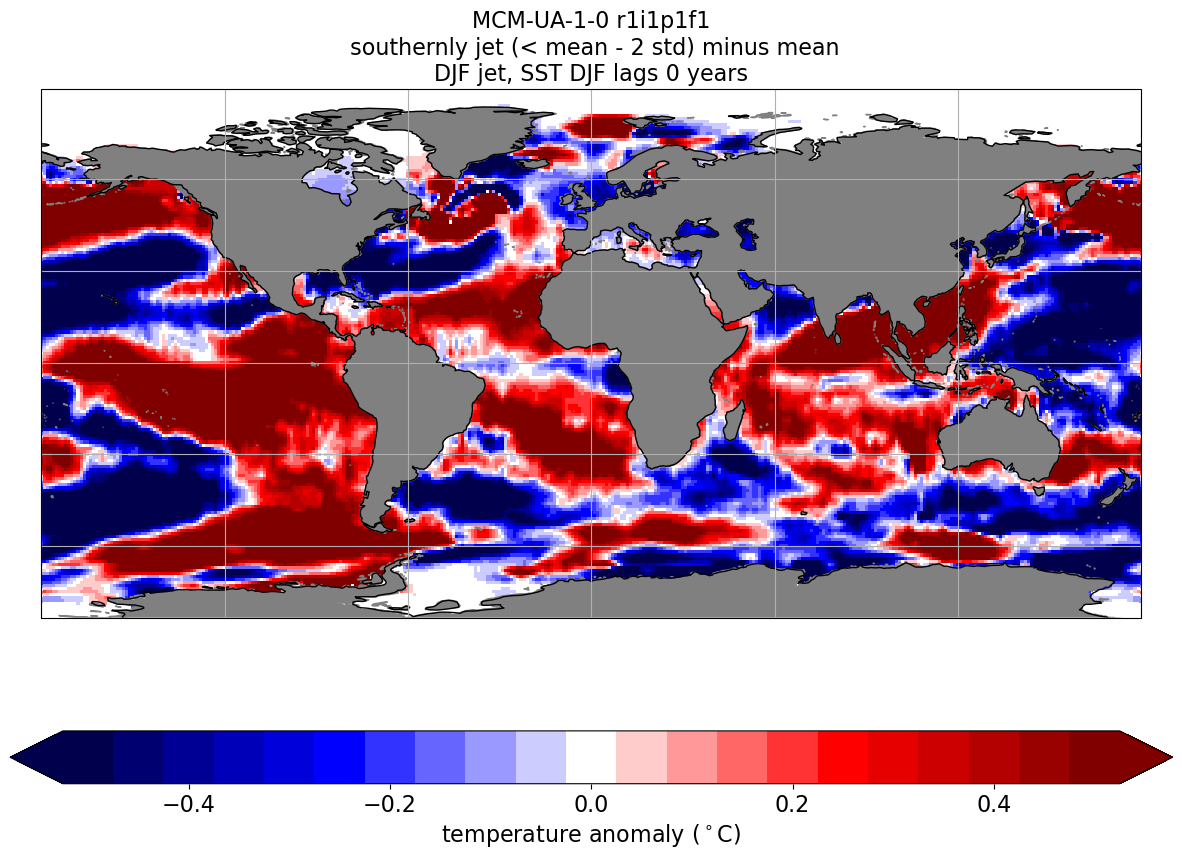 MCM-UA-1-0 r1i1p1f1
southernly jet (< mean - 2 std) minus mean
DJF jet, SST DJF lags 0 years
−0.4 −0.2 0.0 0.2 0.4
temperature anomaly (°C)